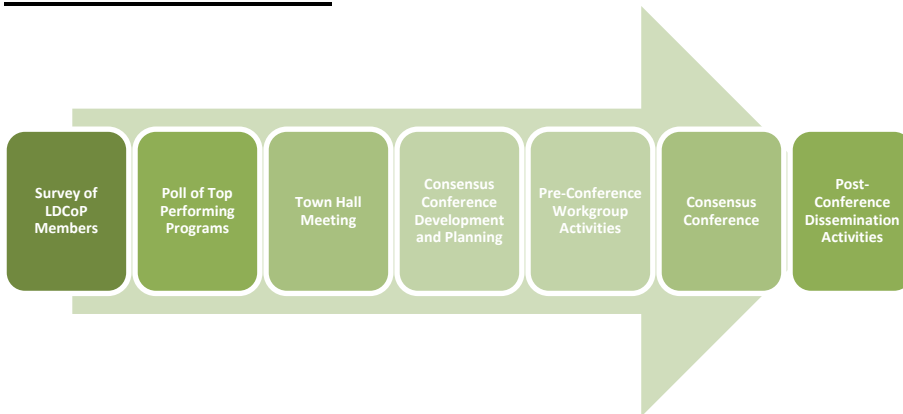 Survey of
LDCoP
Members
Poll of Top
Performing
Programs
Town Hall
Meeting
Consensus
Conference
Development
and Planning
Pre-Conference
Workgroup
Activities
Consensus
Conference
Post-
Conference
Dissemination
Activities